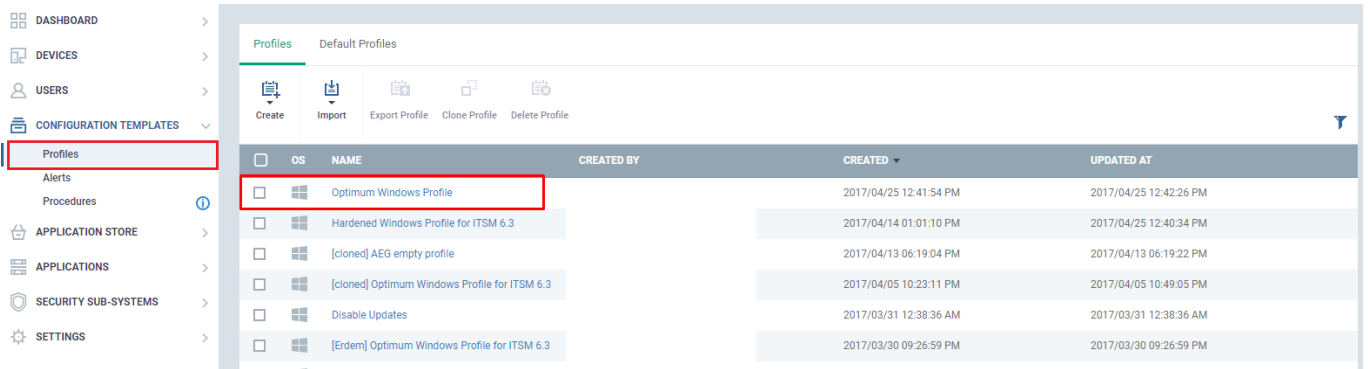 DASHBOARD
DEVICES
USERS
CONFIGURATION TEMPLATES
Profiles
Alerts
Procedures
APPLICATION STORE
APPLICATIONS
SECURITY SUB-SYSTEMS
SETTINGS
Profiles Default Profiles
Create Import Export Profile Clone Profile Delete Profile
OS NAME CREATED BY CREATED UPDATED AT
Optimum Windows Profile 2017/04/25 12:41:54 PM 2017/04/25 12:42:26 PM
Hardened Windows Profile for ITSM 6.3 2017/04/14 01:01:10 PM 2017/04/25 12:40:34 PM
[cloned] AEG empty profile 2017/04/13 06:19:04 PM 2017/04/13 06:19:22 PM
[cloned] Optimum Windows Profile for ITSM 6.3 2017/04/05 10:23:11 PM 2017/04/05 10:49:05 PM
Disable Updates 2017/03/31 12:38:36 AM 2017/03/31 12:38:36 AM
[Erdem] Optimum Windows Profile for ITSM 6.3 2017/03/30 09:26:59 PM 2017/03/30 09:26:59 PM